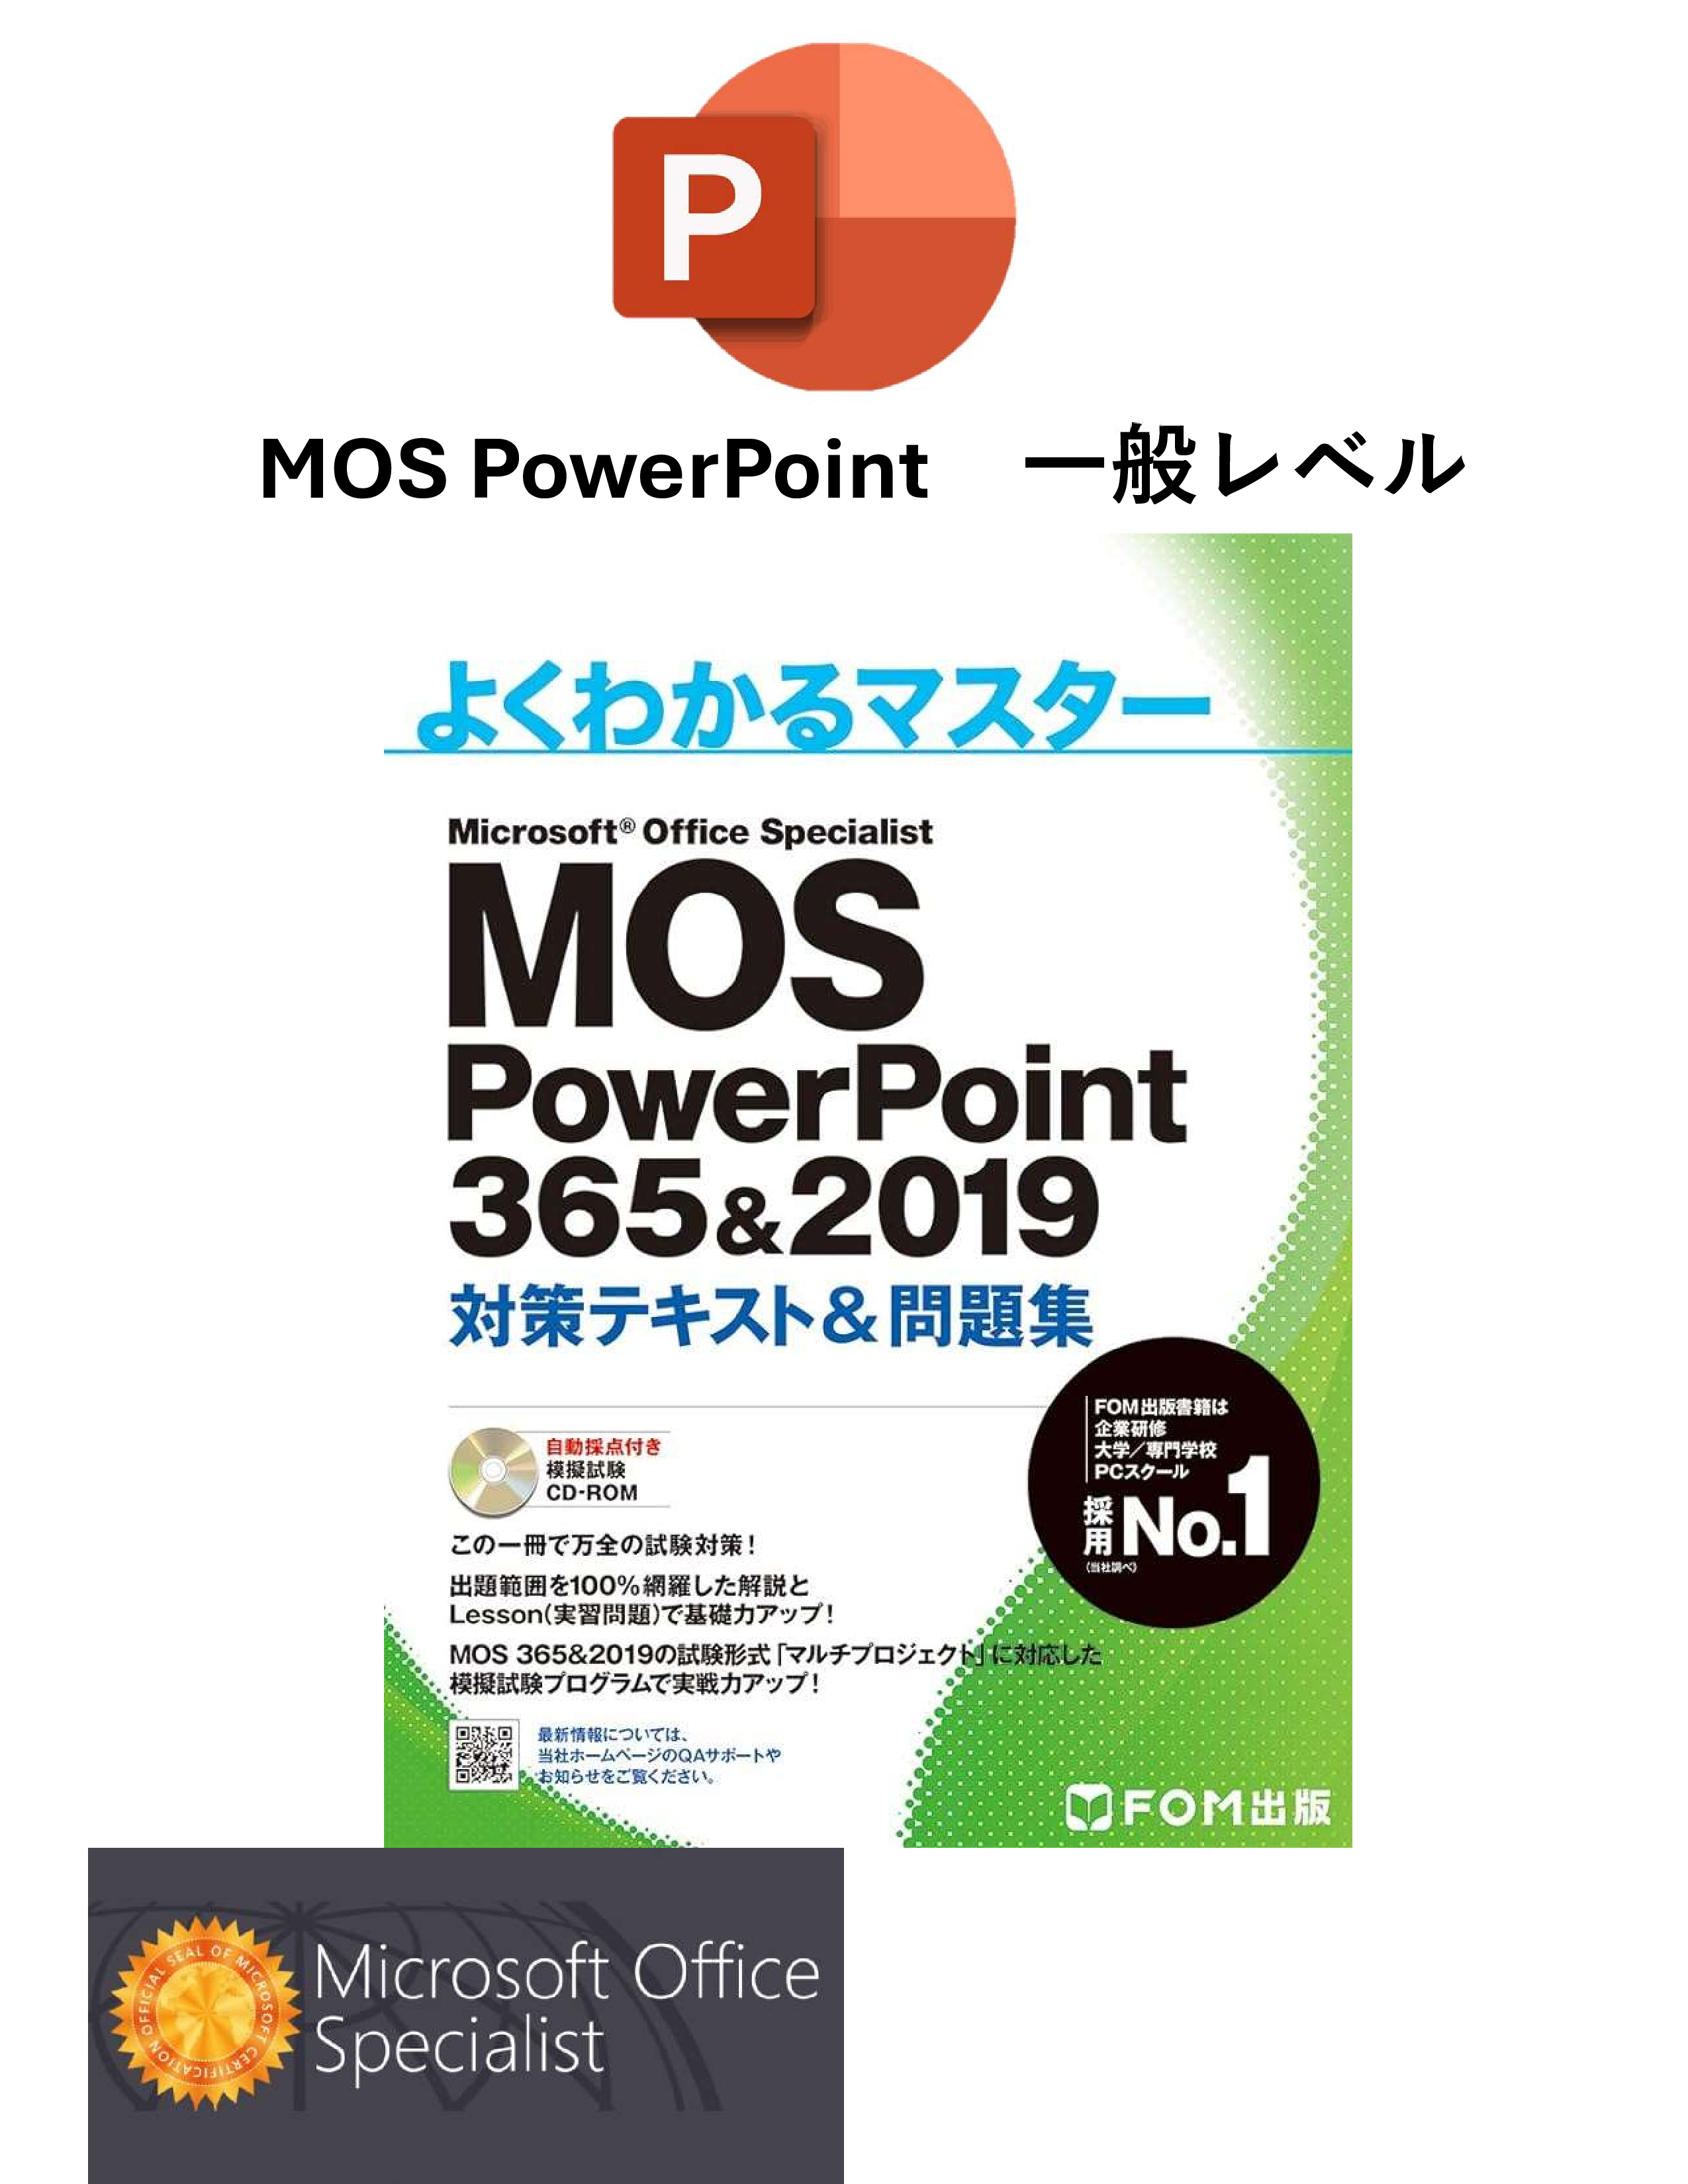 P
MOS PowerPoint　一般レベル
よくわかるマスター
Microsoft® Office Specialist
MOS
PowerPoint
365&2019
対策テキスト&問題集
FOM出版書籍は
企業研修
大学／専門学校
PCスクール
採用 No.1
(当社調べ)
自動採点付き
模擬試験
CD-ROM
この一冊で万全の試験対策！
出題範囲を100%網羅した解説と
Lesson(実習問題)で基礎力アップ！
MOS 365&2019の試験形式「マルチプロジェクト」に対応した
模擬試験プログラムで実戦力アップ！
最新情報については、
当社ホームページのQAサポートや
お知らせをご覧ください。
FOM出版
OFFICIAL SEAL OF MICROSOFT CERTIFICATION
Microsoft Office
Specialist